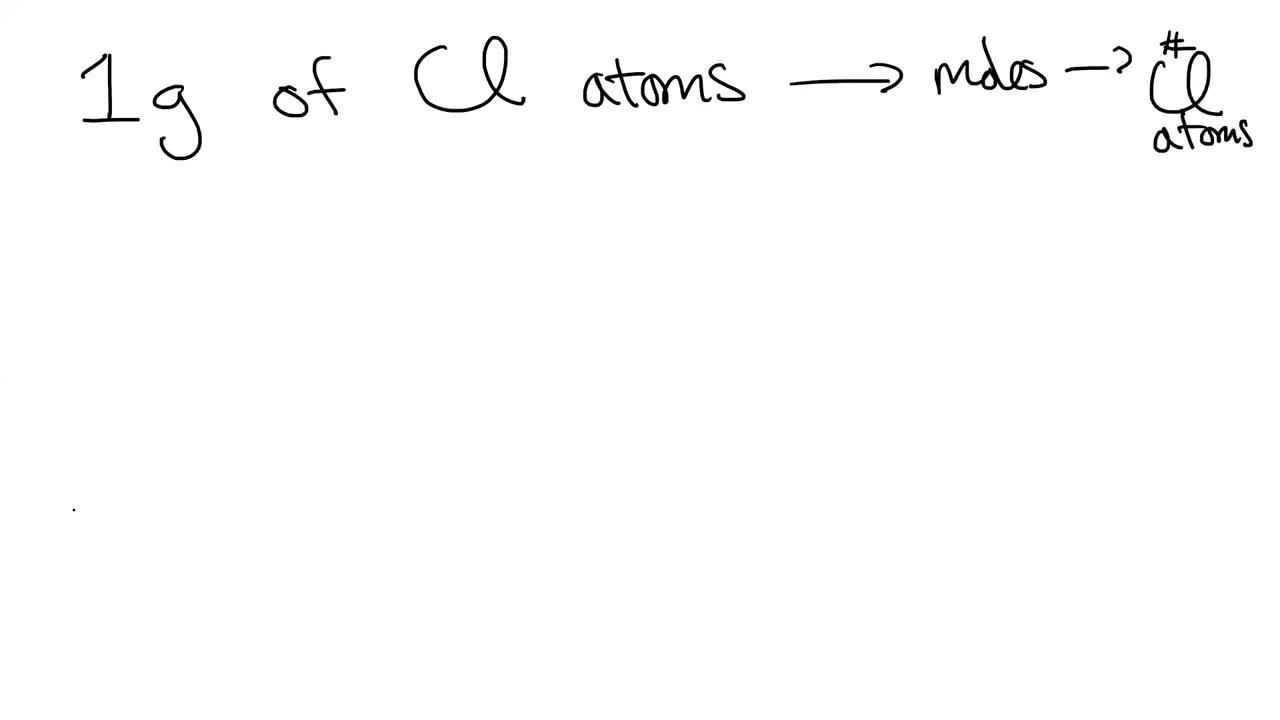 1g of Cl atoms → moles → # Cl
atoms